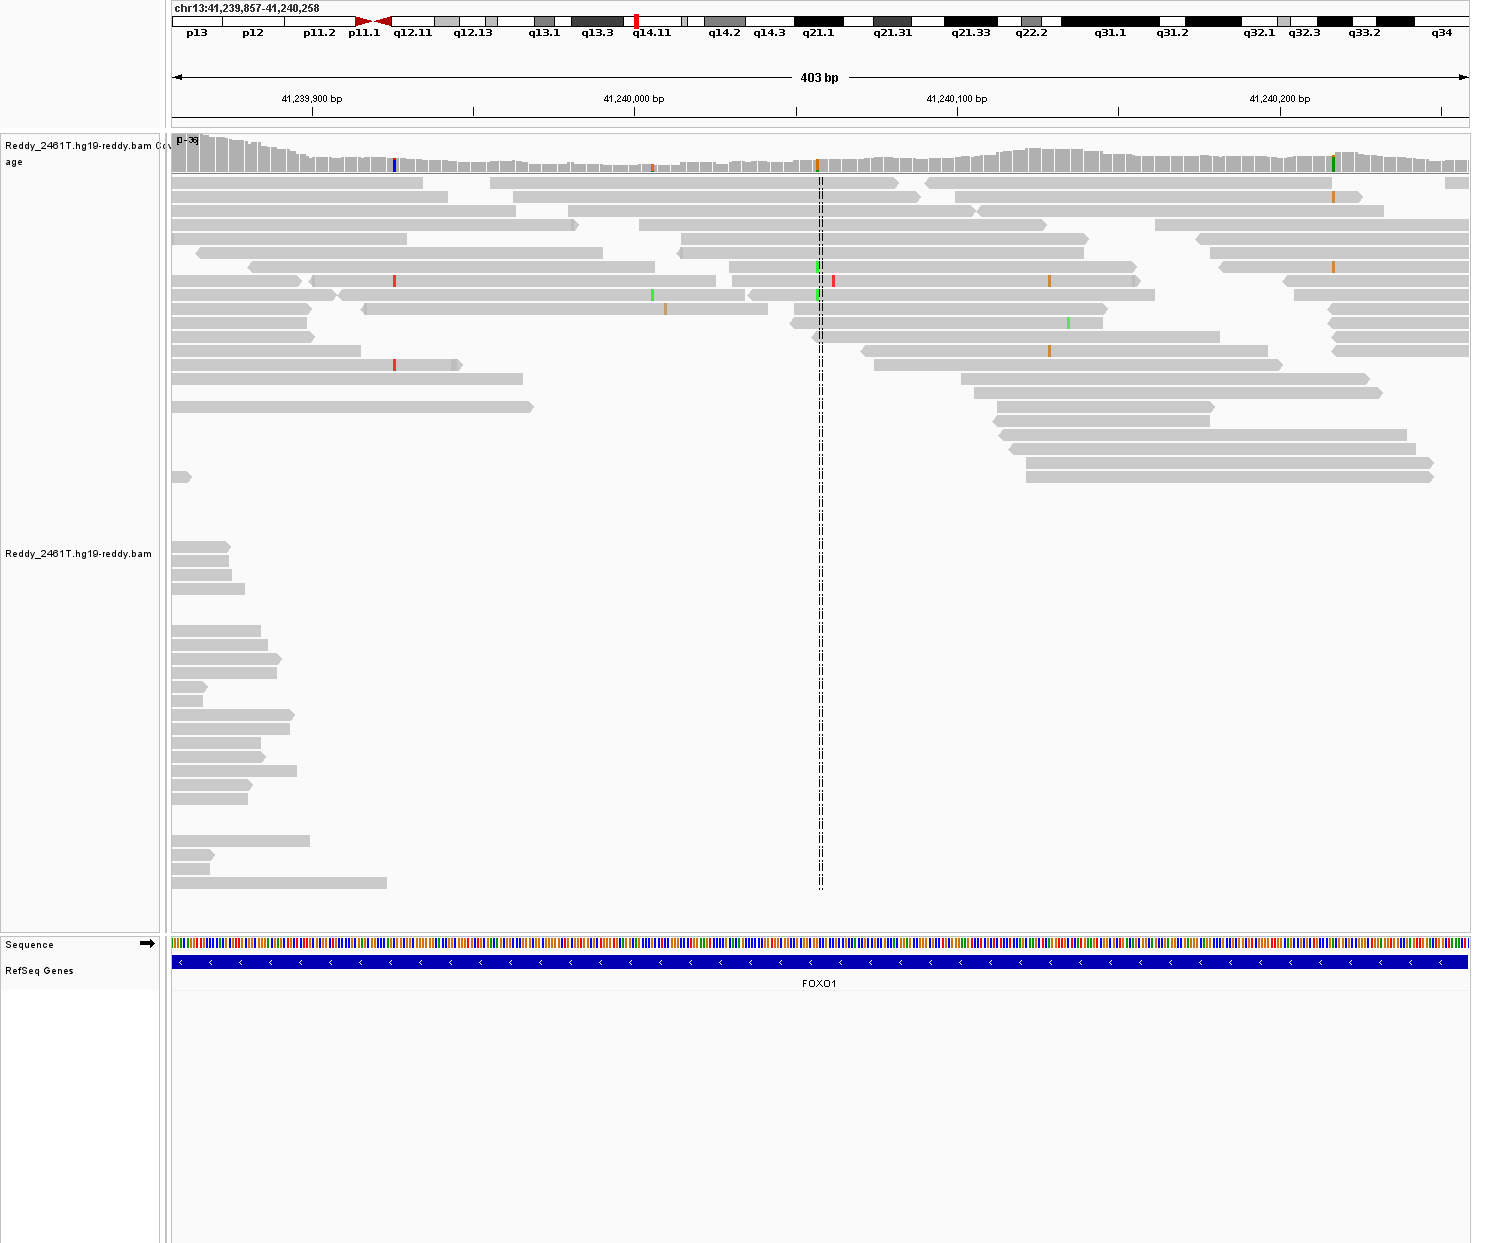 chr13:41,239,857-41,240,258
p13 p12 p11.2 p11.1 q12.11 q12.13 q13.1 q13.3 q14.11 q14.2 q14.3 q21.1 q21.31 q21.33 q22.2 q31.1 q31.2 q32.1 q32.3 q33.2 q34
403 bp
41,239,900 bp 41,240,000 bp 41,240,100 bp 41,240,200 bp
[0-36]
Reddy_2461T.hg19-reddy.bam Cov
age
Reddy_2461T.hg19-reddy.bam
Sequence
RefSeq Genes
FOXO1